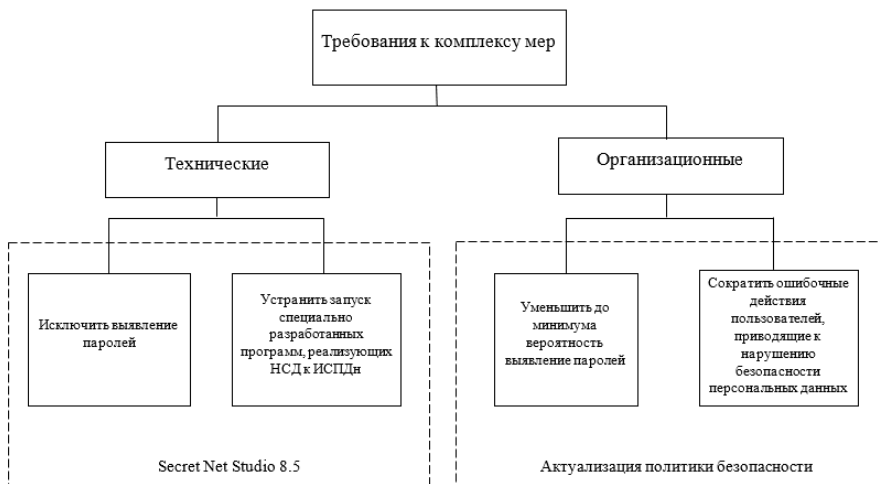 Требования к комплексу мер
Технические
Организационные
Исключить выявление
паролей
Устранить запуск
специально
разработанных
программ, реализующих
НСД к ИСПДн
Уменьшить до
минимума
вероятность
выявление паролей
Сократить ошибочные
действия
пользователей,
приводящие к
нарушению
безопасности
персональных данных
Secret Net Studio 8.5
Актуализация политики безопасности